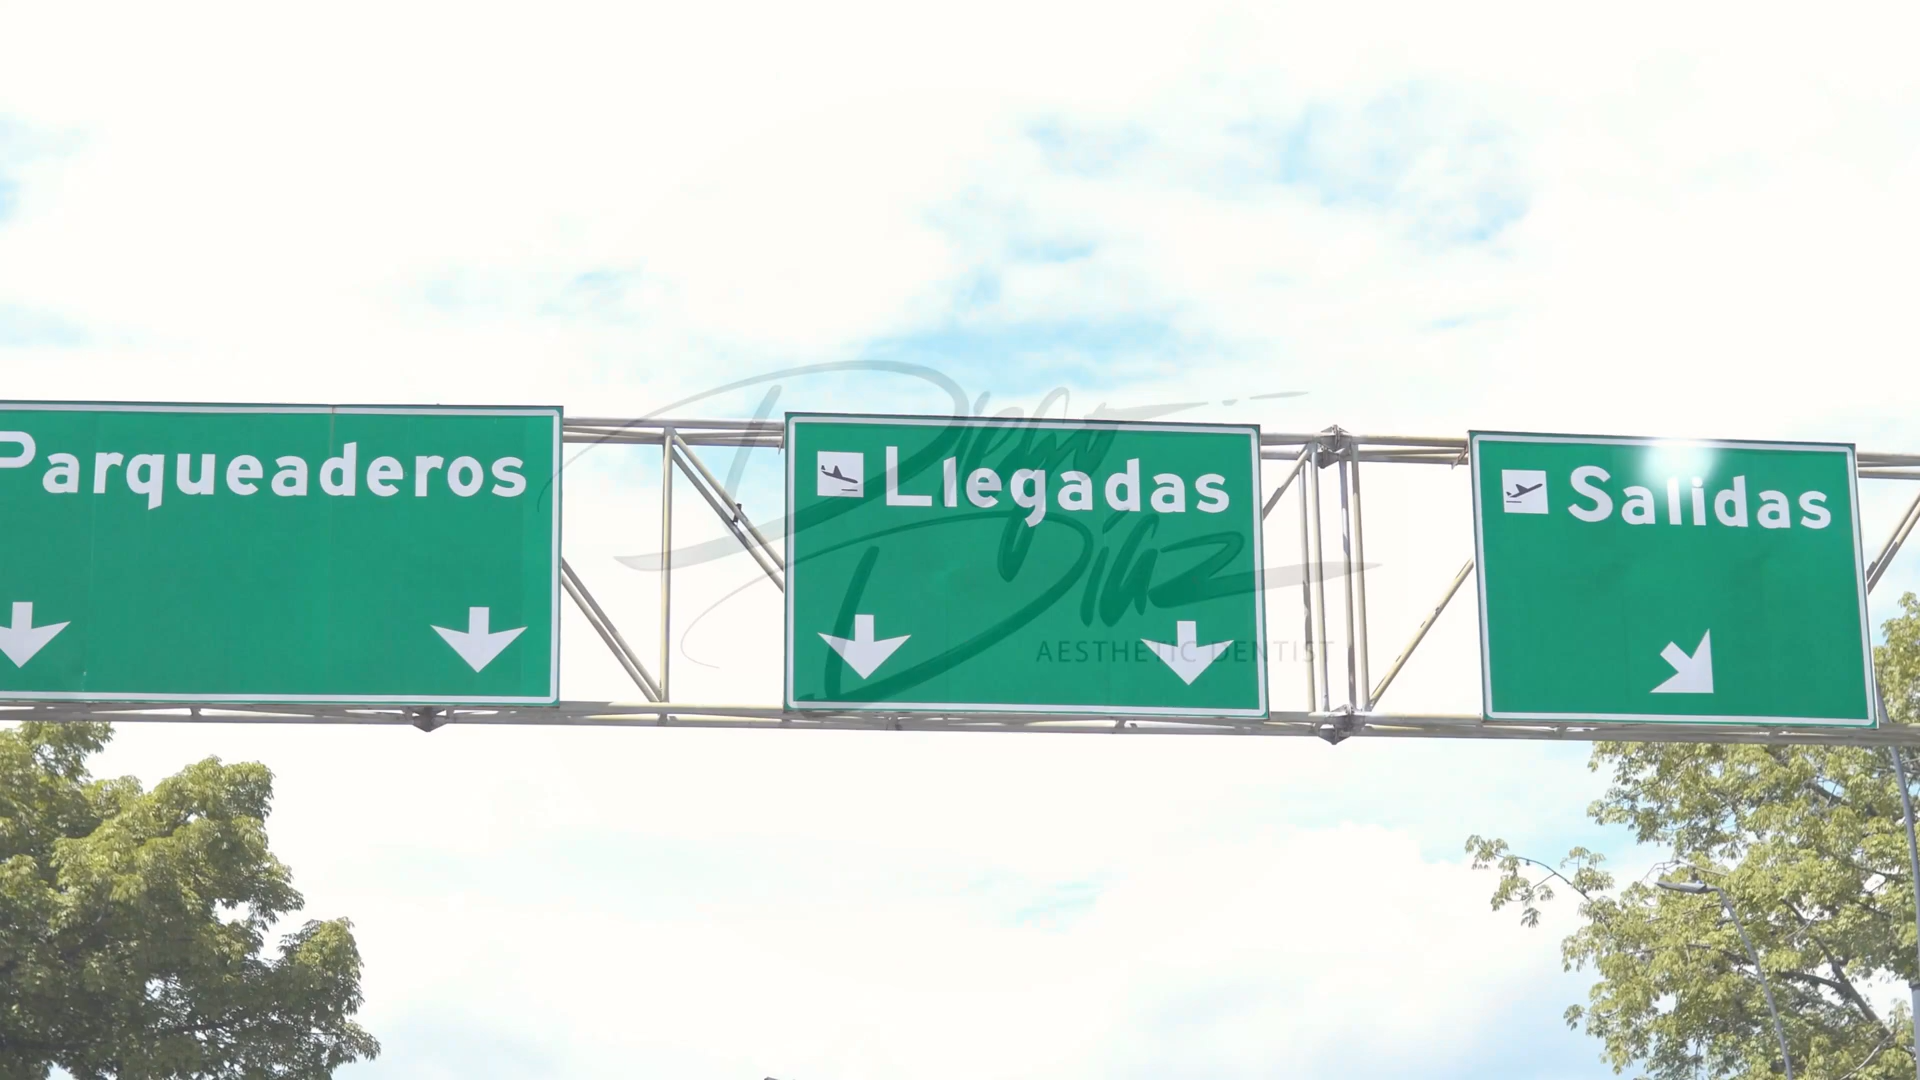 Parqueaderos
Llegadas
Salidas
Diego
Díaz
AESTHETIC DENTIST